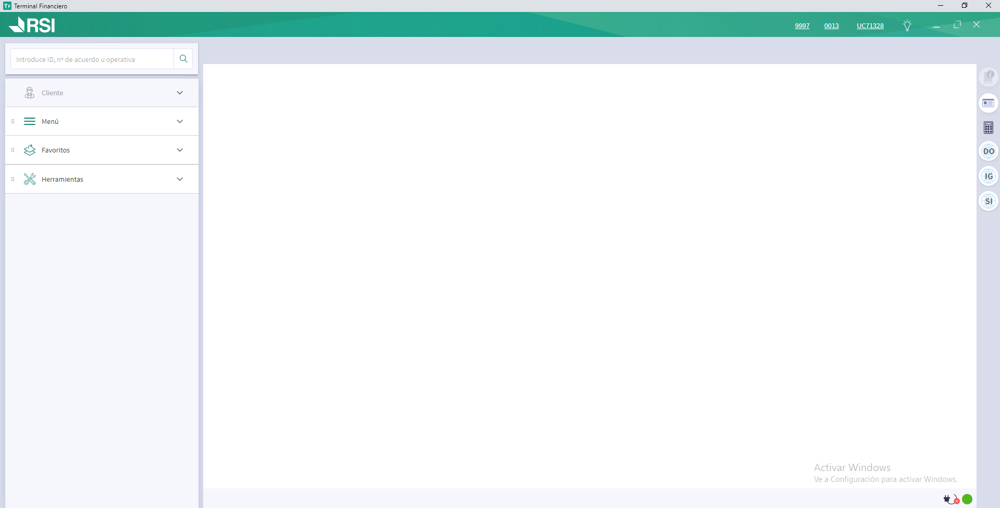 TF Terminal Financiero
RSI
9997 0013 UC71328
Introduce ID, nº de acuerdo u operativa
Cliente
Menú
Favoritos
Herramientas
i
DO
IG
SI
Activar Windows
Ve a Configuración para activar Windows.